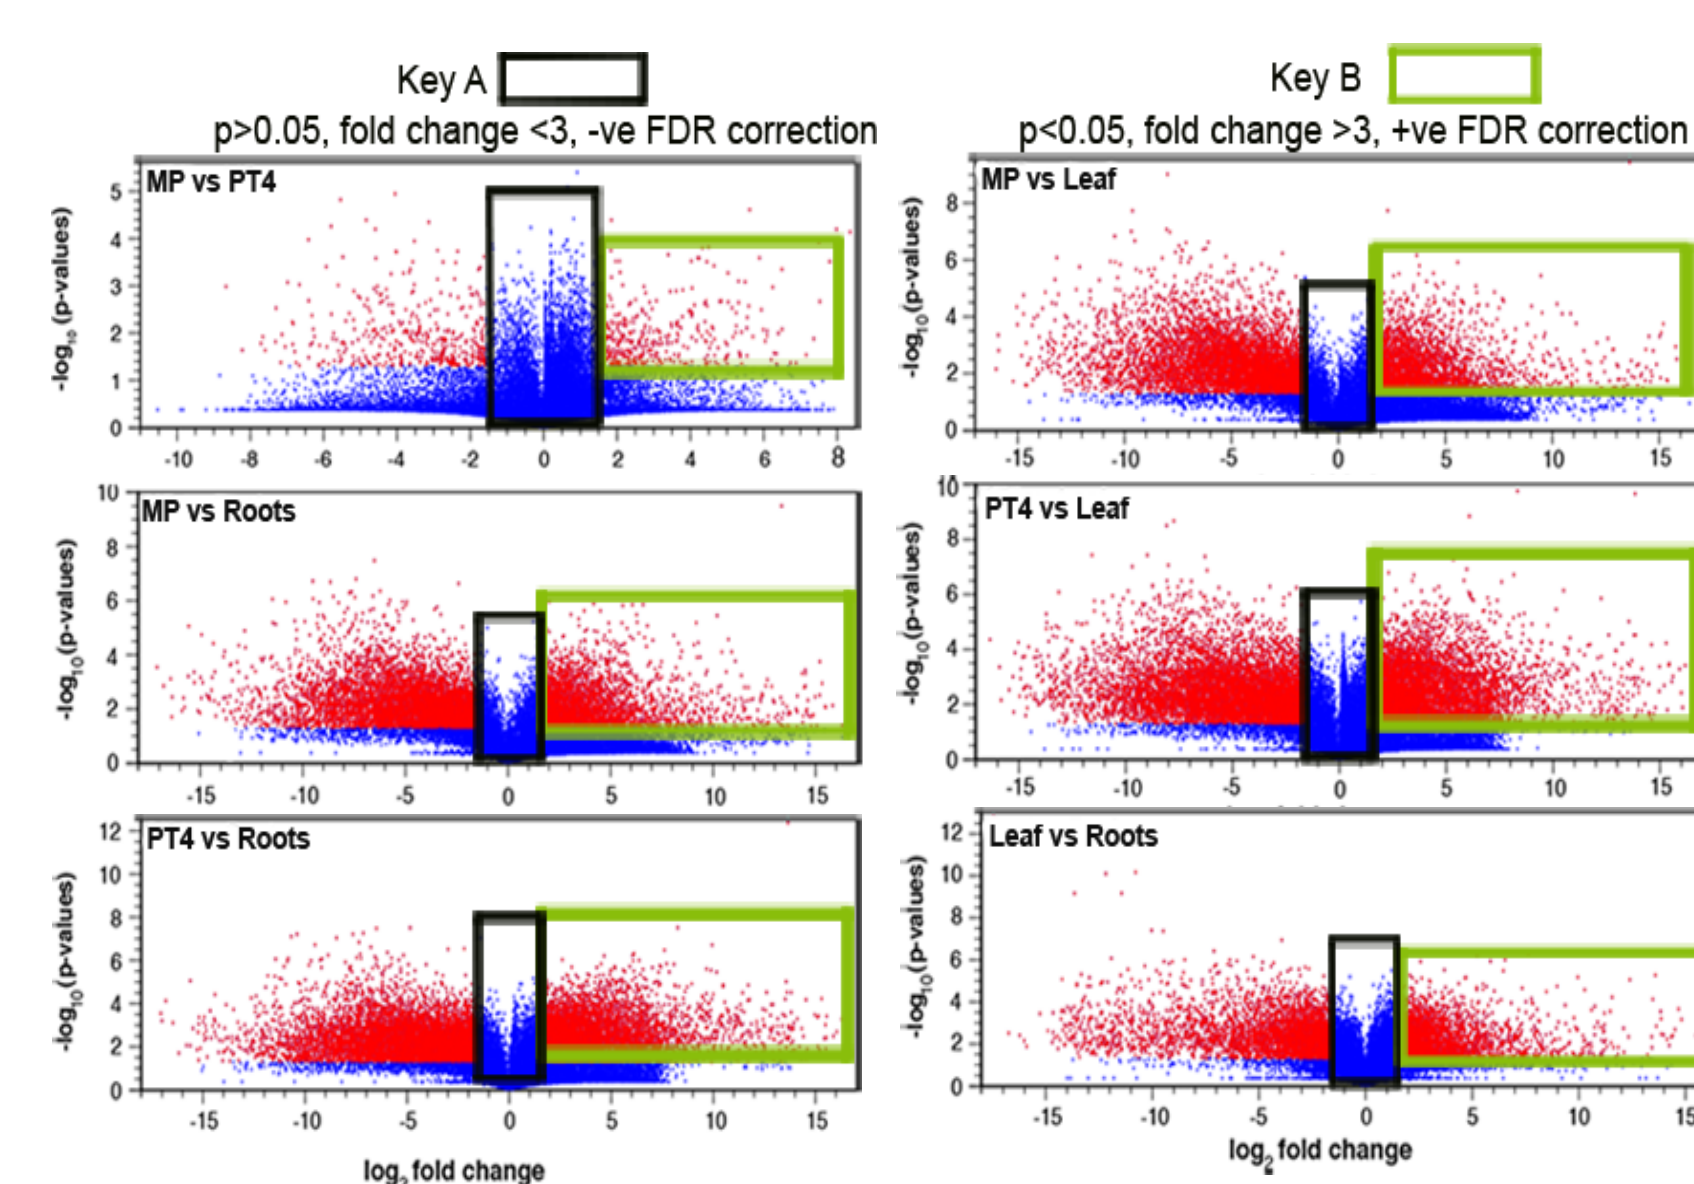 Key A
p>0.05, fold change <3, -ve FDR correction
Key B
p<0.05, fold change >3, +ve FDR correction
MP vs PT4
-log10 (p-values)
5
4
3
2
1
0
-10 -8 -6 -4 -2 0 2 4 6 8
MP vs Leaf
-log10(p-values)
8
6
4
2
0
-15 -10 -5 0 5 10 15
MP vs Roots
-log10(p-values)
10
8
6
4
2
0
-15 -10 -5 0 5 10 15
PT4 vs Leaf
-log10(p-values)
10
8
6
4
2
0
-15 -10 -5 0 5 10 15
PT4 vs Roots
-log10(p-values)
12
10
8
6
4
2
0
-15 -10 -5 0 5 10 15
log2 fold change
Leaf vs Roots
-log10(p-values)
12
10
8
6
4
2
0
-15 -10 -5 0 5 10 15
log2 fold change